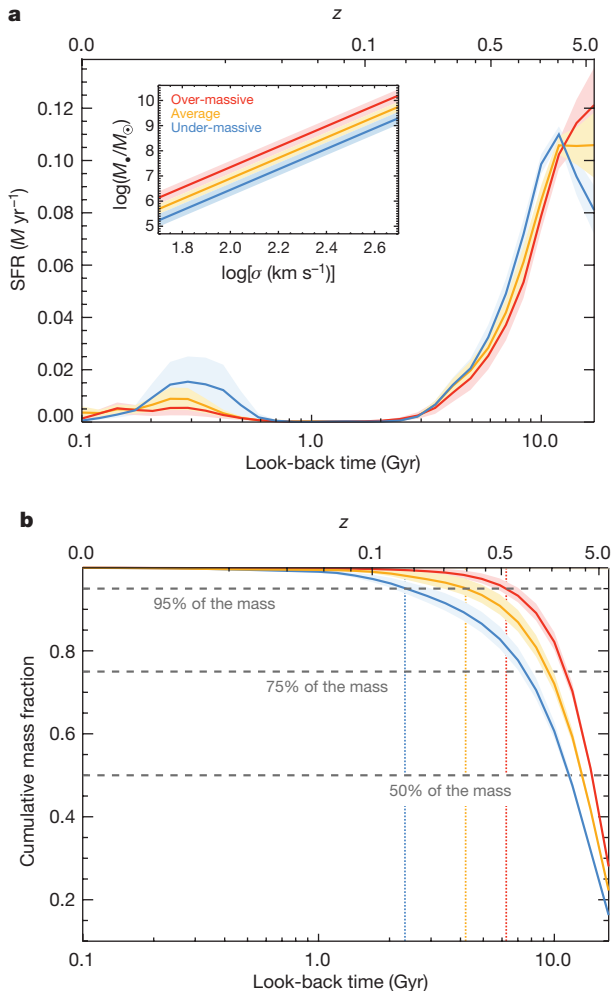 a
z
0.0 0.1 0.5 5.0
0.12
0.10
0.08
0.06
0.04
0.02
0.00
SFR (M yr⁻¹)
10
9
8
7
6
5
log(M•/M☉)
Over-massive
Average
Under-massive
1.8 2.0 2.2 2.4 2.6
log[σ (km s⁻¹)]
0.1 1.0 10.0
Look-back time (Gyr)
b
z
0.0 0.1 0.5 5.0
95% of the mass
75% of the mass
50% of the mass
0.8
0.6
0.4
0.2
Cumulative mass fraction
0.1 1.0 10.0
Look-back time (Gyr)